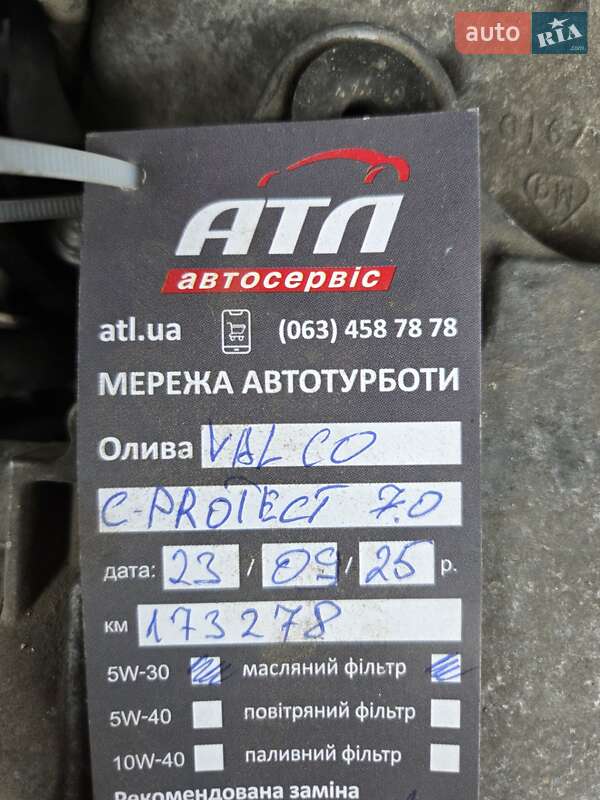 auto RIA.com
АТЛ
автосервіс
atl.ua (063) 458 78 78
МЕРЕЖА АВТОТУРБОТИ
Олива VALCO
C-PROTECT 7.0
дата: 23 / 09 / 25 р.
км 173278
5W-30 масляний фільтр
5W-40 повітряний фільтр
10W-40 паливний фільтр
Рекомендована заміна